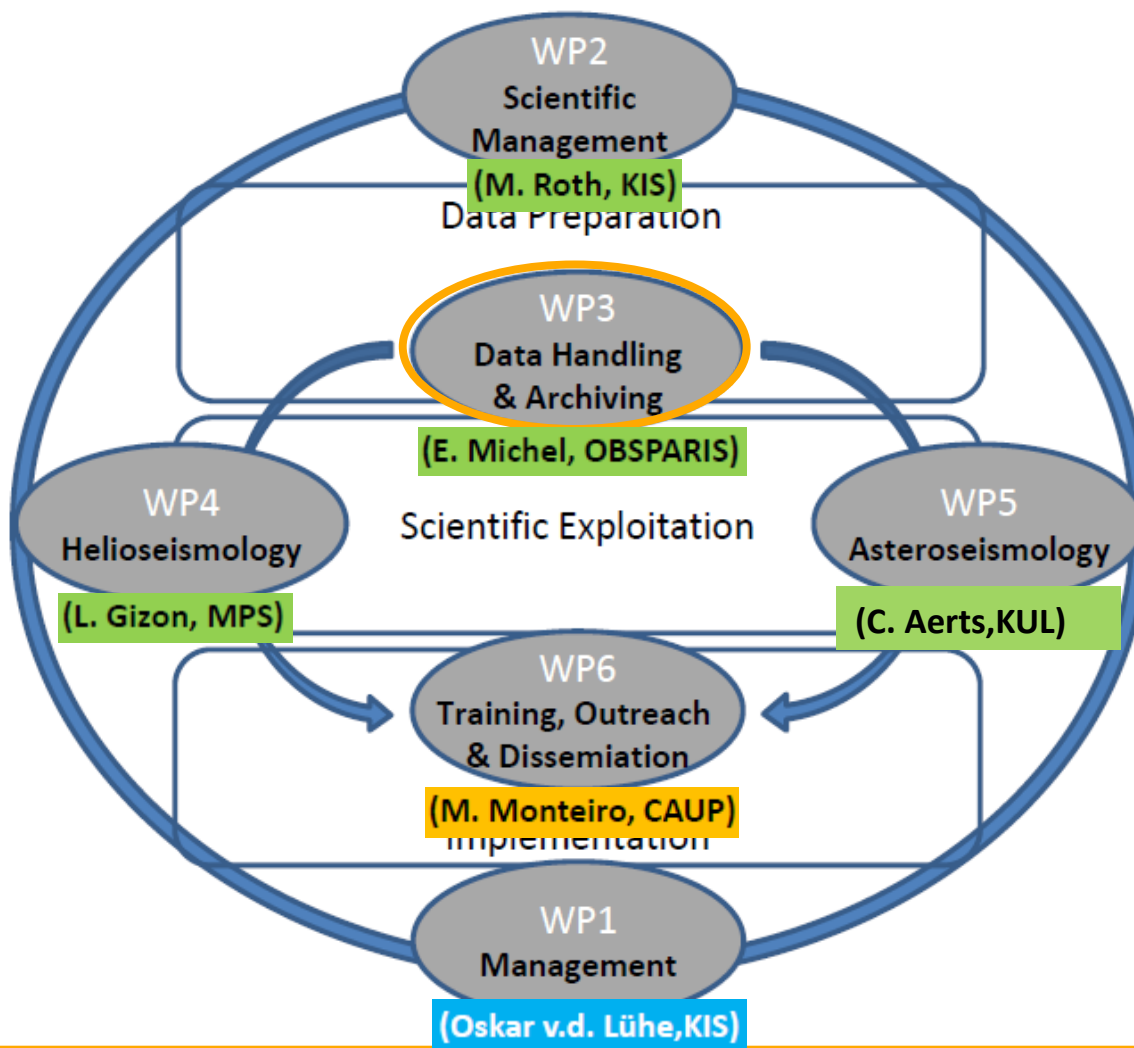 WP2
Scientific
Management
(M. Roth, KIS)
Data Preparation
WP3
Data Handling
& Archiving
(E. Michel, OBSPARIS)
WP4
Helioseismology
(L. Gizon, MPS)
Scientific Exploitation
WP5
Asteroseismology
(C. Aerts,KUL)
WP6
Training, Outreach
& Dissemiation
(M. Monteiro, CAUP)
Implementation
WP1
Management
(Oskar v.d. Lühe,KIS)